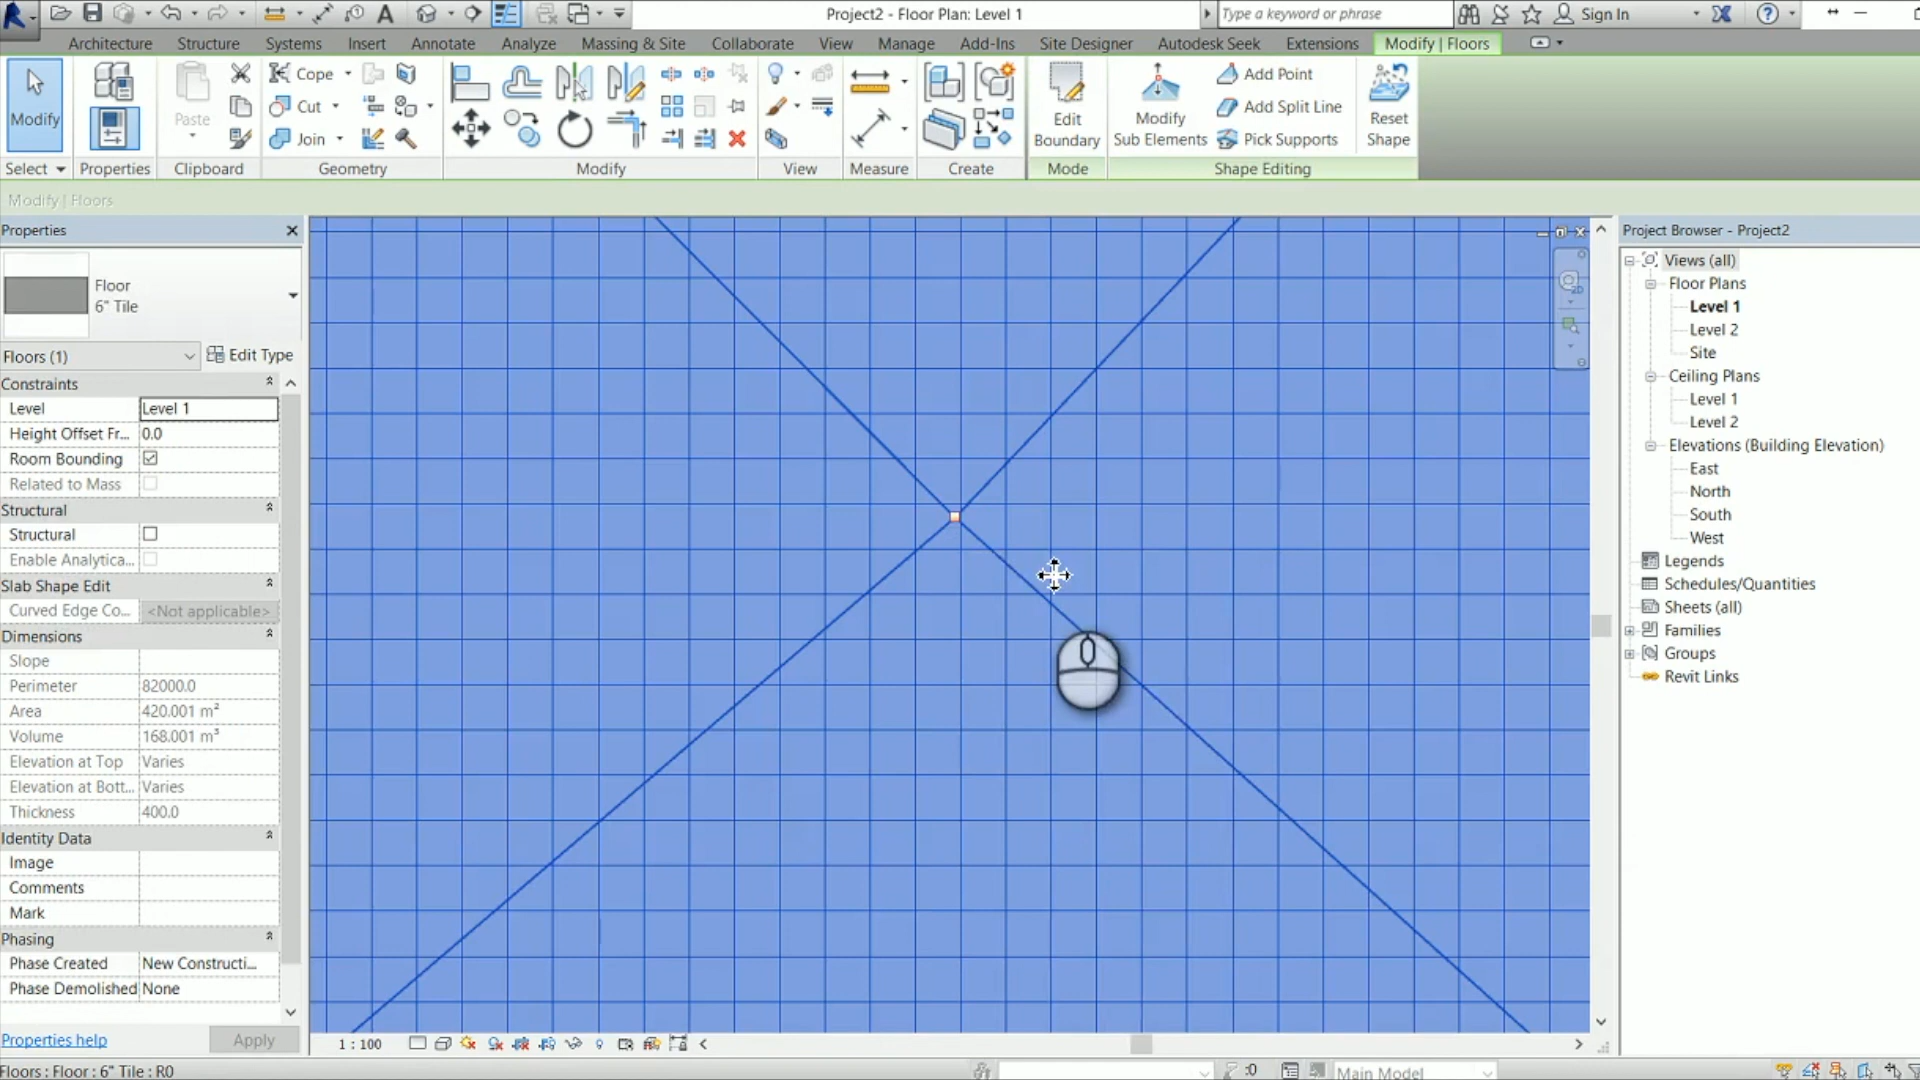 Project2 - Floor Plan: Level 1
Type a keyword or phrase
Sign In
Architecture Structure Systems Insert Annotate Analyze Massing & Site Collaborate View Manage Add-Ins Site Designer Autodesk Seek Extensions Modify | Floors
Modify
Paste
Cope
Cut
Join
Edit Boundary
Modify Sub Elements
Add Point
Add Split Line
Pick Supports
Reset Shape
Select Properties Clipboard Geometry Modify View Measure Create Mode Shape Editing
Modify | Floors
Properties
Floor
6" Tile
Floors (1) Edit Type
Constraints
Level Level 1
Height Offset Fr... 0.0
Room Bounding
Related to Mass
Structural
Structural
Enable Analytica...
Slab Shape Edit
Curved Edge Co... <Not applicable>
Dimensions
Slope
Perimeter 82000.0
Area 420.001 m²
Volume 168.001 m³
Elevation at Top Varies
Elevation at Bott... Varies
Thickness 400.0
Identity Data
Image
Comments
Mark
Phasing
Phase Created New Constructi...
Phase Demolished None
Properties help Apply
1 : 100
Project Browser - Project2
Views (all)
Floor Plans
Level 1
Level 2
Site
Ceiling Plans
Level 1
Level 2
Elevations (Building Elevation)
East
North
South
West
Legends
Schedules/Quantities
Sheets (all)
Families
Groups
Revit Links
Floors : Floor : 6" Tile : R0
:0
Main Model